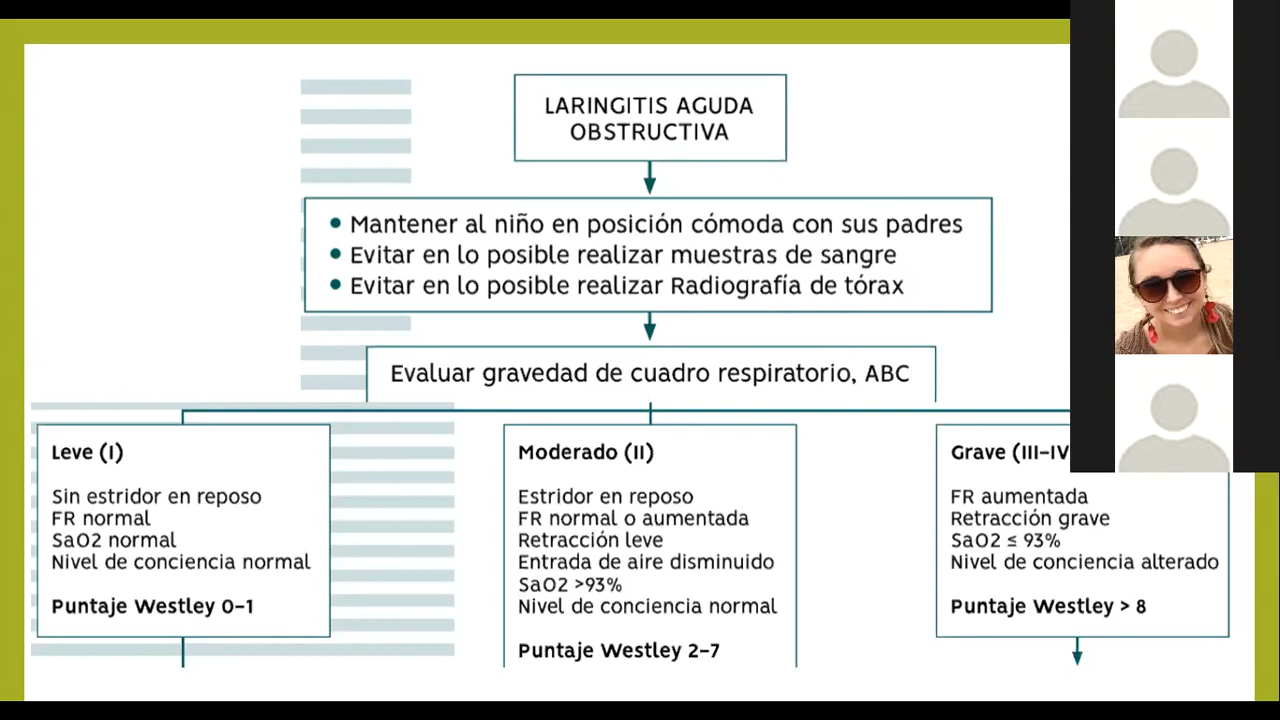 LARINGITIS AGUDA
OBSTRUCTIVA
• Mantener al niño en posición cómoda con sus padres
• Evitar en lo posible realizar muestras de sangre
• Evitar en lo posible realizar Radiografía de tórax
Evaluar gravedad de cuadro respiratorio, ABC
Leve (I)
Sin estridor en reposo
FR normal
SaO2 normal
Nivel de conciencia normal
Puntaje Westley 0–1
Moderado (II)
Estridor en reposo
FR normal o aumentada
Retracción leve
Entrada de aire disminuido
SaO2 >93%
Nivel de conciencia normal
Puntaje Westley 2–7
Grave (III–IV
FR aumentada
Retracción grave
SaO2 ≤ 93%
Nivel de conciencia alterado
Puntaje Westley > 8